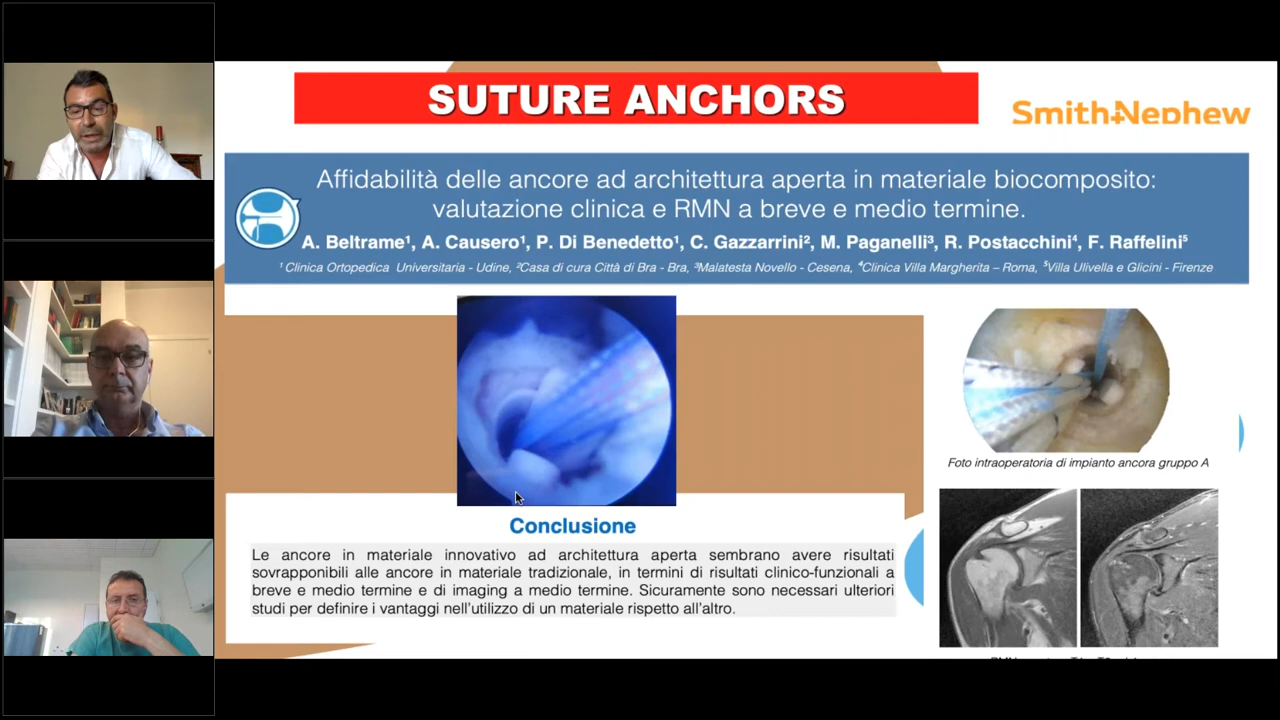 SUTURE ANCHORS
Smith+Nephew
Affidabilità delle ancore ad architettura aperta in materiale biocomposito:
valutazione clinica e RMN a breve e medio termine.
A. Beltrame¹, A. Causero¹, P. Di Benedetto¹, C. Gazzarrini², M. Paganelli³, R. Postacchini⁴, F. Raffelini⁵
¹ Clinica Ortopedica Universitaria - Udine, ²Casa di cura Città di Bra - Bra, ³Malatesta Novello - Cesena, ⁴Clinica Villa Margherita – Roma, ⁵Villa Ulivella e Glicini - Firenze
Foto intraoperatoria di impianto ancora gruppo A
Conclusione
Le ancore in materiale innovativo ad architettura aperta sembrano avere risultati
sovrapponibili alle ancore in materiale tradizionale, in termini di risultati clinico-funzionali a
breve e medio termine e di imaging a medio termine. Sicuramente sono necessari ulteriori
studi per definire i vantaggi nell'utilizzo di un materiale rispetto all'altro.